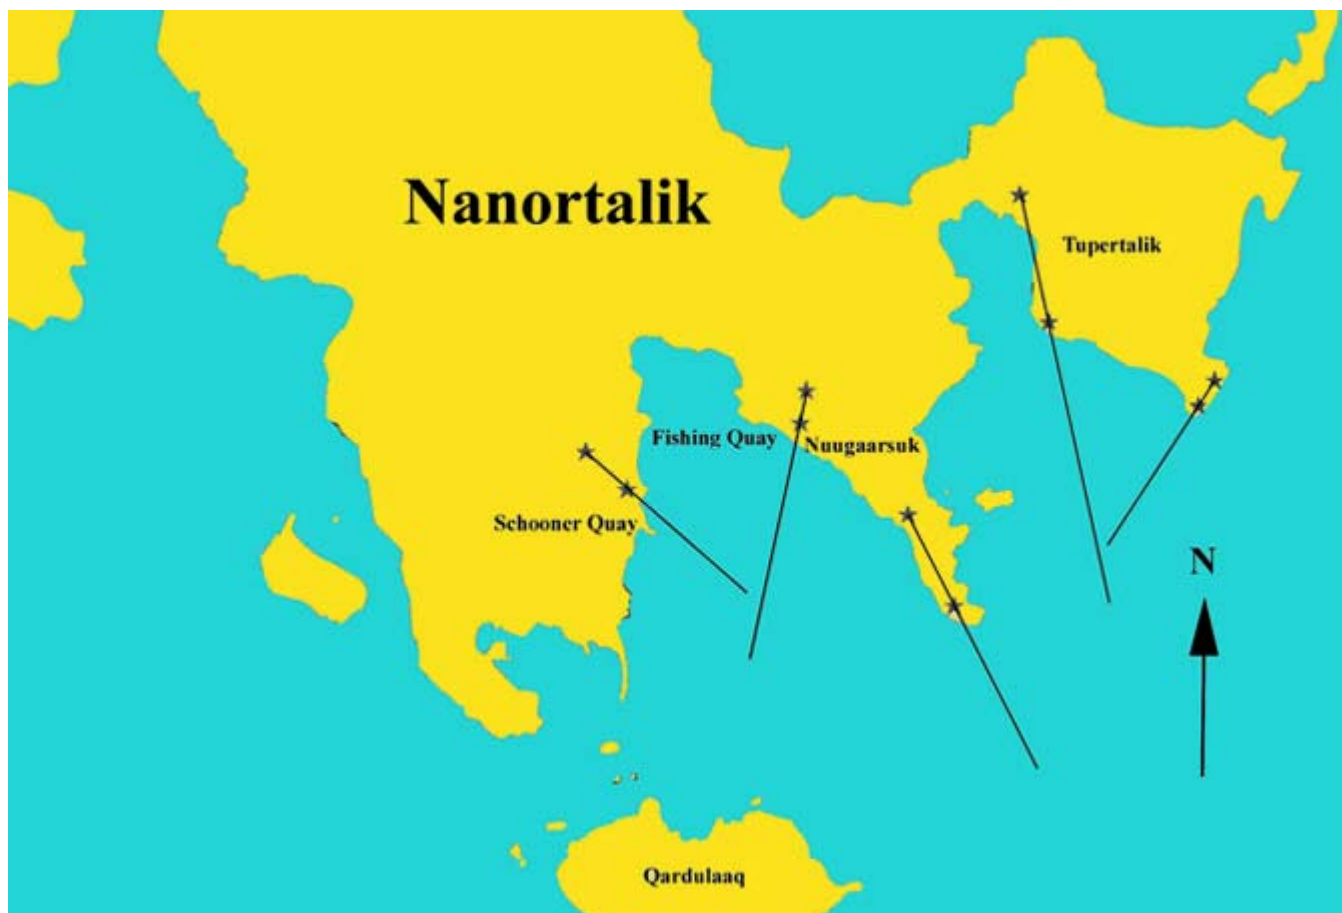 Nanortalik
Tupertalik
Fishing Quay
Nuugaarsuk
Schooner Quay
N
Qardulaaq